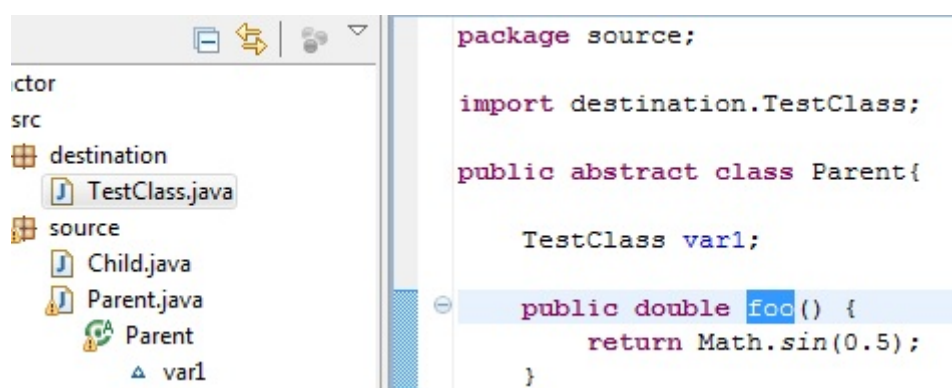 ctor
src
destination
TestClass.java
source
Child.java
Parent.java
Parent
var1
package source;
import destination.TestClass;
public abstract class Parent{
TestClass var1;
public double foo() {
return Math.sin(0.5);
}